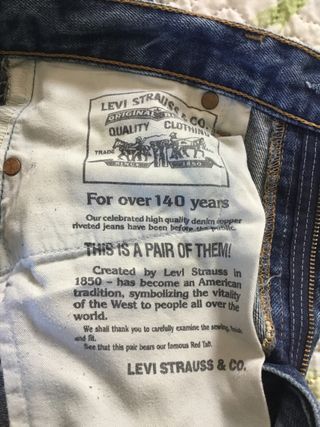 LEVI STRAUSS & CO.
ORIGINAL
QUALITY CLOTHING
TRADE
1850
For over 140 years
Our celebrated high quality denim copper
riveted jeans have been before the public.
THIS IS A PAIR OF THEM!
Created by Levi Strauss in
1850 - has become an American
tradition, symbolizing the vitality
of the West to people all over the
world.
We shall thank you to carefully examine the sewing, finish
and fit.
See that this pair bears our famous Red Tab.
LEVI STRAUSS & CO.